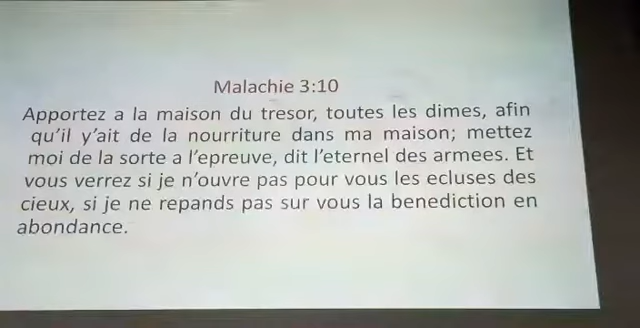 Malachie 3:10
Apportez a la maison du tresor, toutes les dimes, afin
qu'il y'ait de la nourriture dans ma maison; mettez
moi de la sorte a l'epreuve, dit l'eternel des armees. Et
vous verrez si je n'ouvre pas pour vous les ecluses des
cieux, si je ne repands pas sur vous la benediction en
abondance.